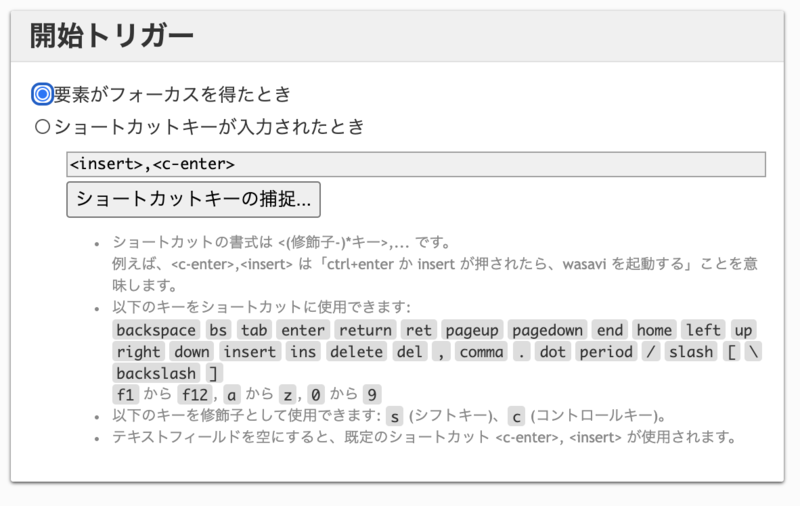 開始トリガー
要素がフォーカスを得たとき
ショートカットキーが入力されたとき
<insert>,<c-enter>
ショートカットキーの捕捉...
• ショートカットの書式は <(修飾子-)*キー>,... です。
例えば、<c-enter>,<insert> は「ctrl+enter か insert が押されたら、wasavi を起動する」ことを意
味します。
• 以下のキーをショートカットに使用できます:
backspace bs tab enter return ret pageup pagedown end home left up
right down insert ins delete del , comma . dot period / slash [ \
backslash ]
f1 から f12, a から z, 0 から 9
• 以下のキーを修飾子として使用できます: s (シフトキー)、c (コントロールキー)。
• テキストフィールドを空にすると、既定のショートカット <c-enter>, <insert> が使用されます。